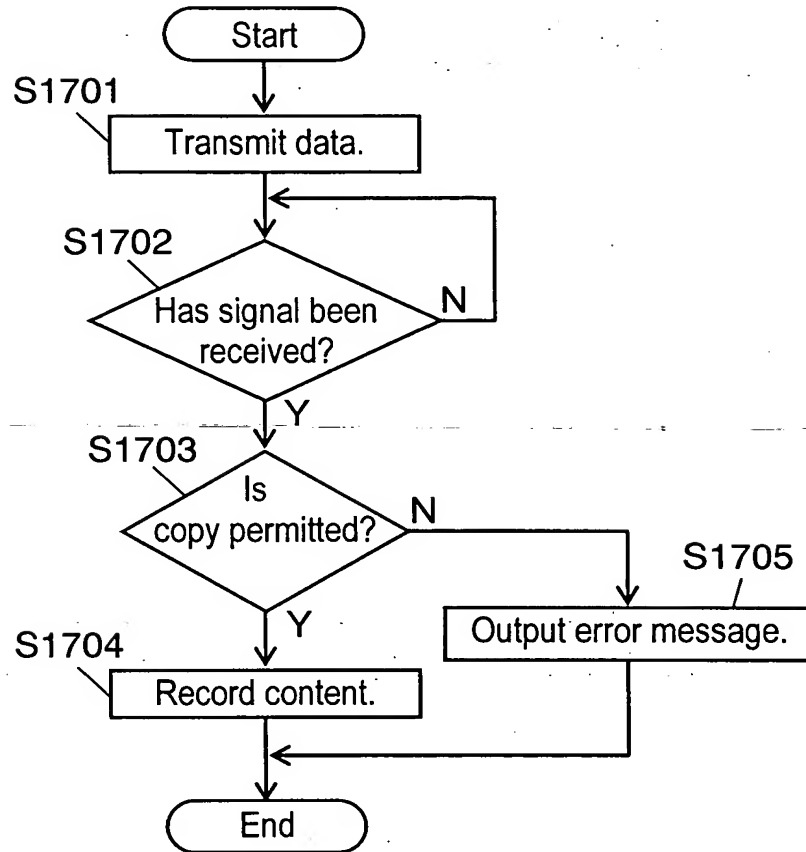 Start
S1701
Transmit data.
S1702
Has signal been
received?
N
Y
S1703
Is
copy permitted?
N
Y
S1705
Output error message.
S1704
Record content.
End